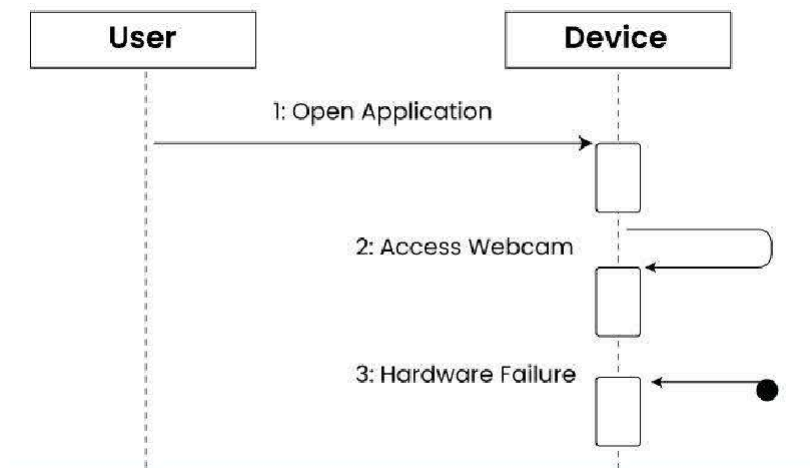 User
Device
1: Open Application
2: Access Webcam
3: Hardware Failure